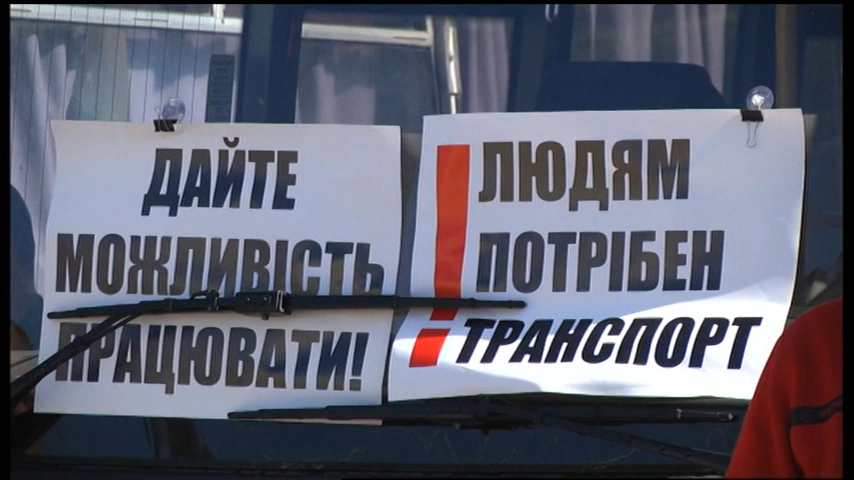 ДАЙТЕ
МОЖЛИВІСТЬ
ПРАЦЮВАТИ!
! ЛЮДЯМ
ПОТРІБЕН
ТРАНСПОРТ